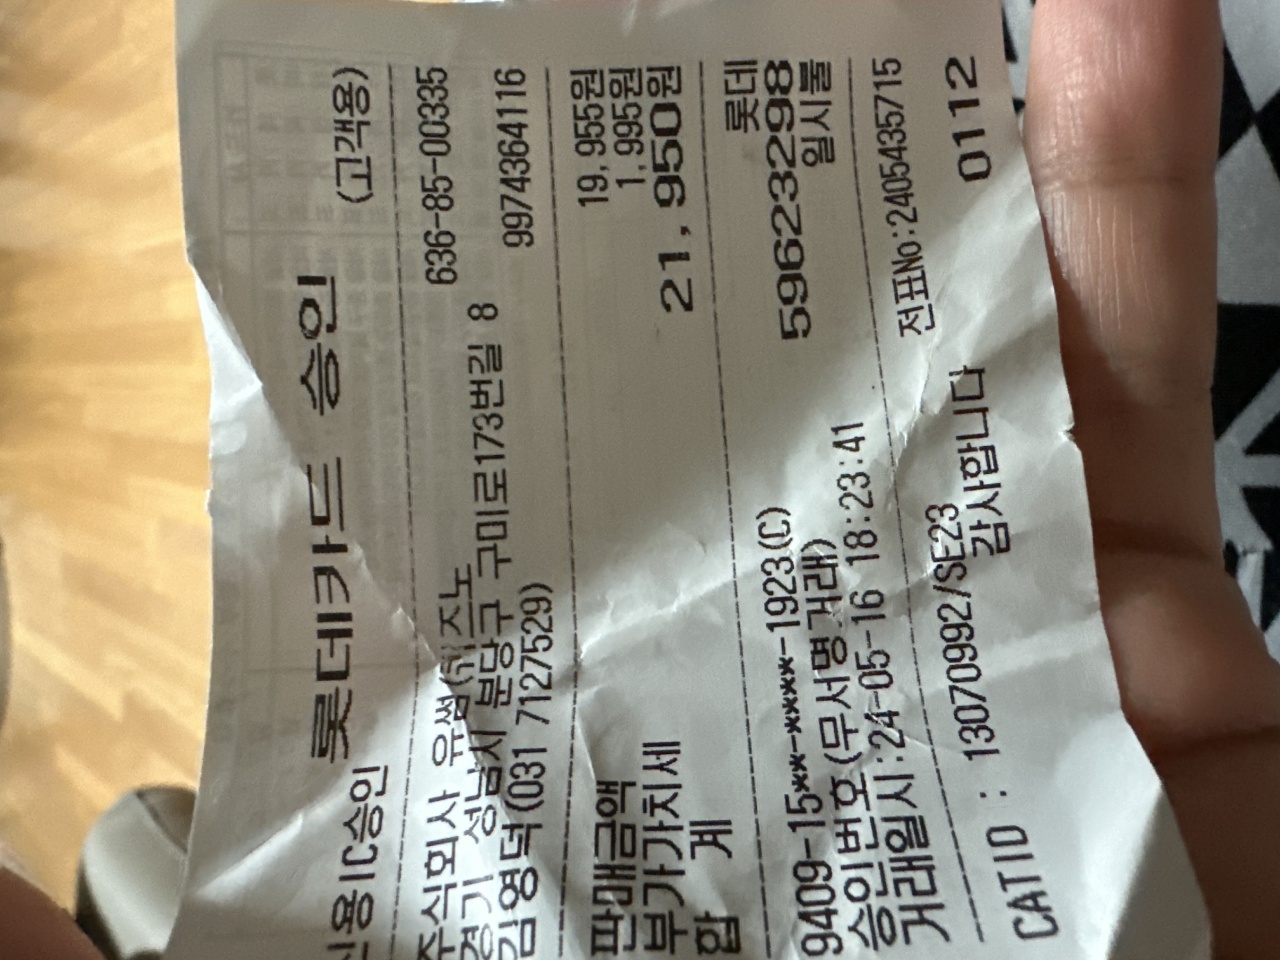 롯데카드 승인
신용IC승인 (고객용)
주식회사 유썸(퀴즈노 636-85-00335
경기 성남시 분당구 구미로173번길 8
김영덕(031 7127529) 99743641​16
판매금액 19,955원
부가가치세 1,995원
합 계 21,950원
롯데
9409-15**-****-1923(C)
승인번호(무서명거래) 59623298
거래일시:24-05-16 18:23:41 일시불
전표No:240543571​5
CATID : 13070992/SE23 0112
감사합니다